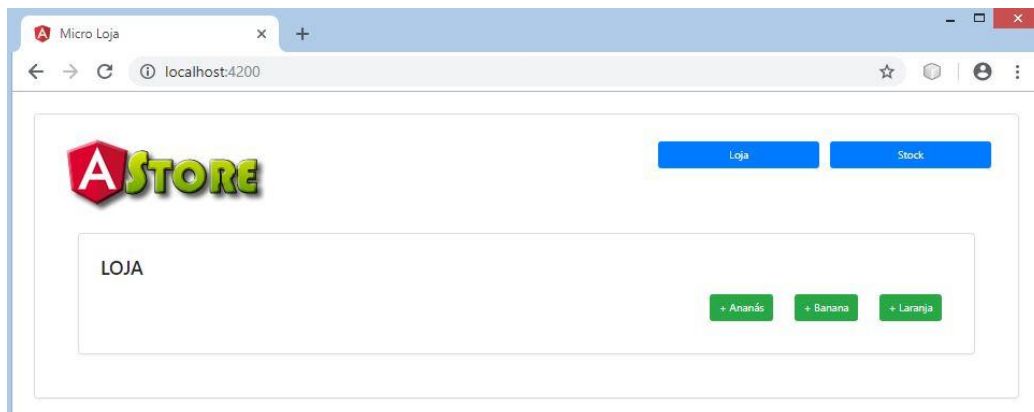 Micro Loja
localhost:4200
ASTORE
Loja Stock
LOJA
+ Ananás + Banana + Laranja